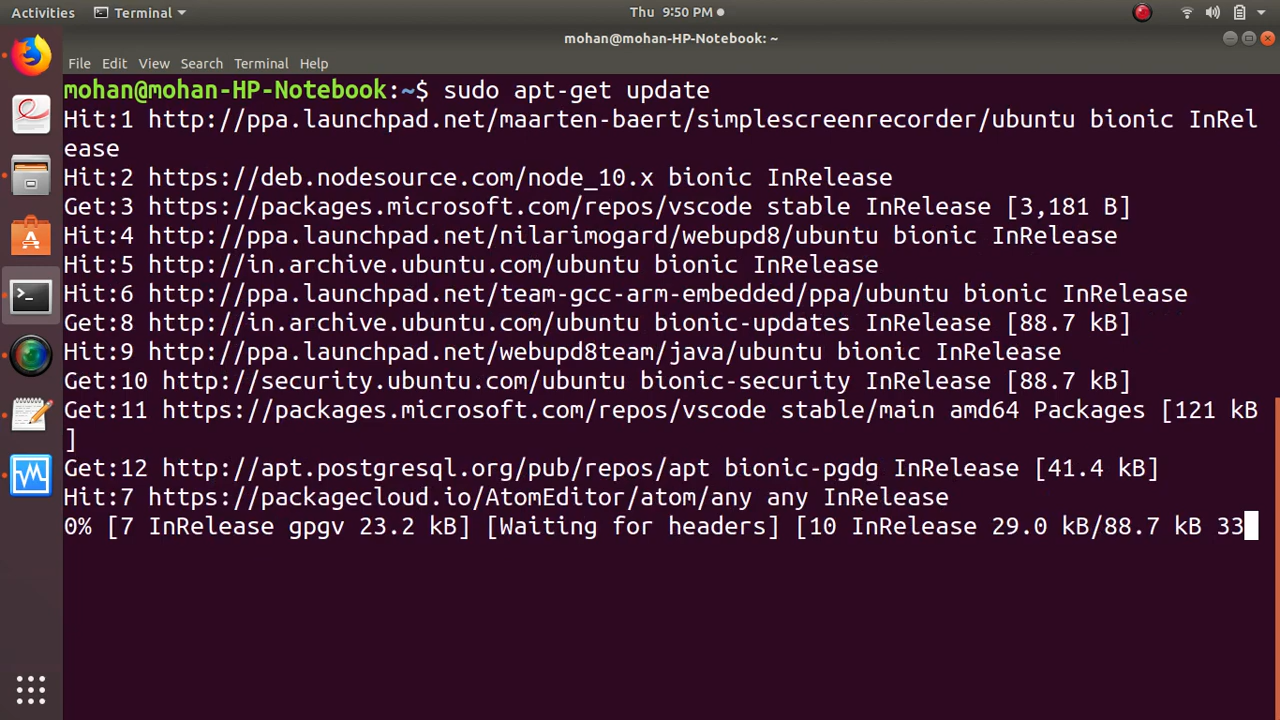 Activities Terminal Thu 9:50 PM
mohan@mohan-HP-Notebook: ~
File Edit View Search Terminal Help
mohan@mohan-HP-Notebook:~$ sudo apt-get update
Hit:1 http://ppa.launchpad.net/maarten-baert/simplescreenrecorder/ubuntu bionic InRel
ease
Hit:2 https://deb.nodesource.com/node_10.x bionic InRelease
Get:3 https://packages.microsoft.com/repos/vscode stable InRelease [3,181 B]
Hit:4 http://ppa.launchpad.net/nilarimogard/webupd8/ubuntu bionic InRelease
Hit:5 http://in.archive.ubuntu.com/ubuntu bionic InRelease
Hit:6 http://ppa.launchpad.net/team-gcc-arm-embedded/ppa/ubuntu bionic InRelease
Get:8 http://in.archive.ubuntu.com/ubuntu bionic-updates InRelease [88.7 kB]
Hit:9 http://ppa.launchpad.net/webupd8team/java/ubuntu bionic InRelease
Get:10 http://security.ubuntu.com/ubuntu bionic-security InRelease [88.7 kB]
Get:11 https://packages.microsoft.com/repos/vscode stable/main amd64 Packages [121 kB
]
Get:12 http://apt.postgresql.org/pub/repos/apt bionic-pgdg InRelease [41.4 kB]
Hit:7 https://packagecloud.io/AtomEditor/atom/any any InRelease
0% [7 InRelease gpgv 23.2 kB] [Waiting for headers] [10 InRelease 29.0 kB/88.7 kB 33